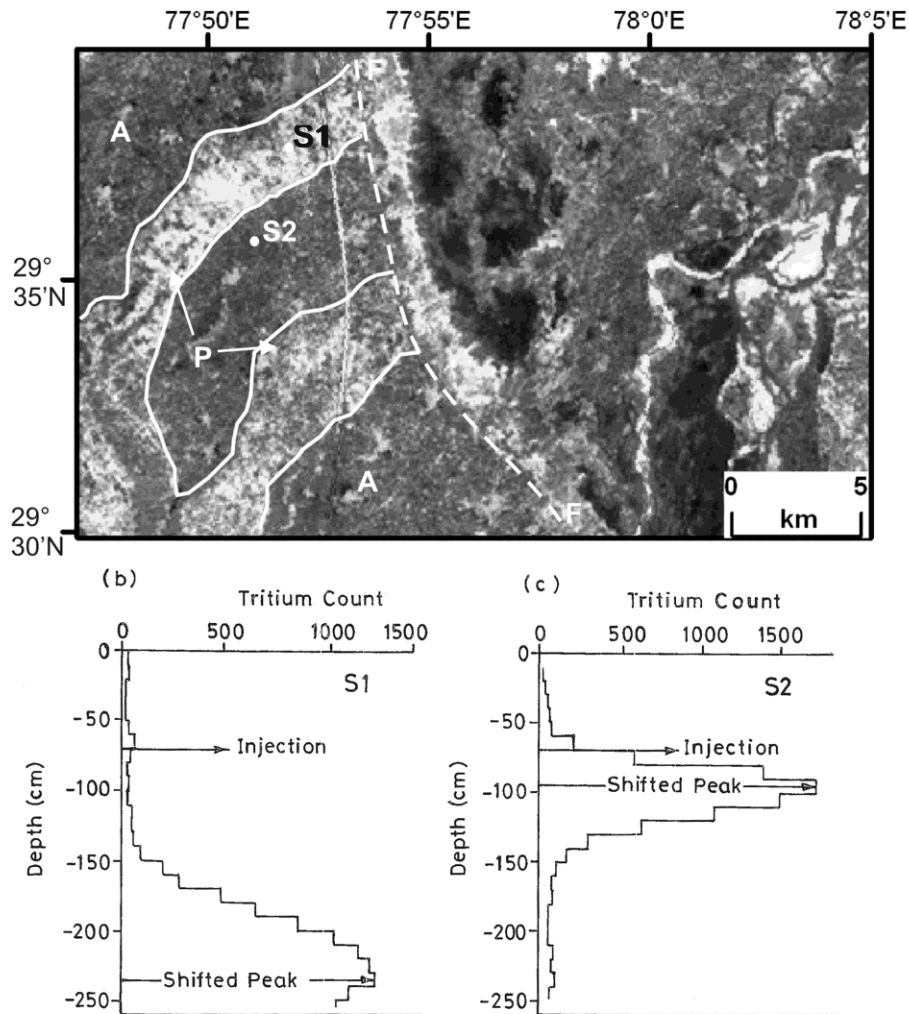 77°50'E 77°55'E 78°0'E 78°5'E
F
A
S1
S2
29°
35'N
P
A
F
29°
30'N
0 5
km
(b)
Tritium Count
0 500 1000 1500
0
S1
-50
Injection
-100
Depth (cm)
-150
-200
Shifted Peak
-250
(c)
Tritium Count
0 500 1000 1500
0
S2
-50
Injection
Shifted Peak
-100
Depth (cm)
-150
-200
-250